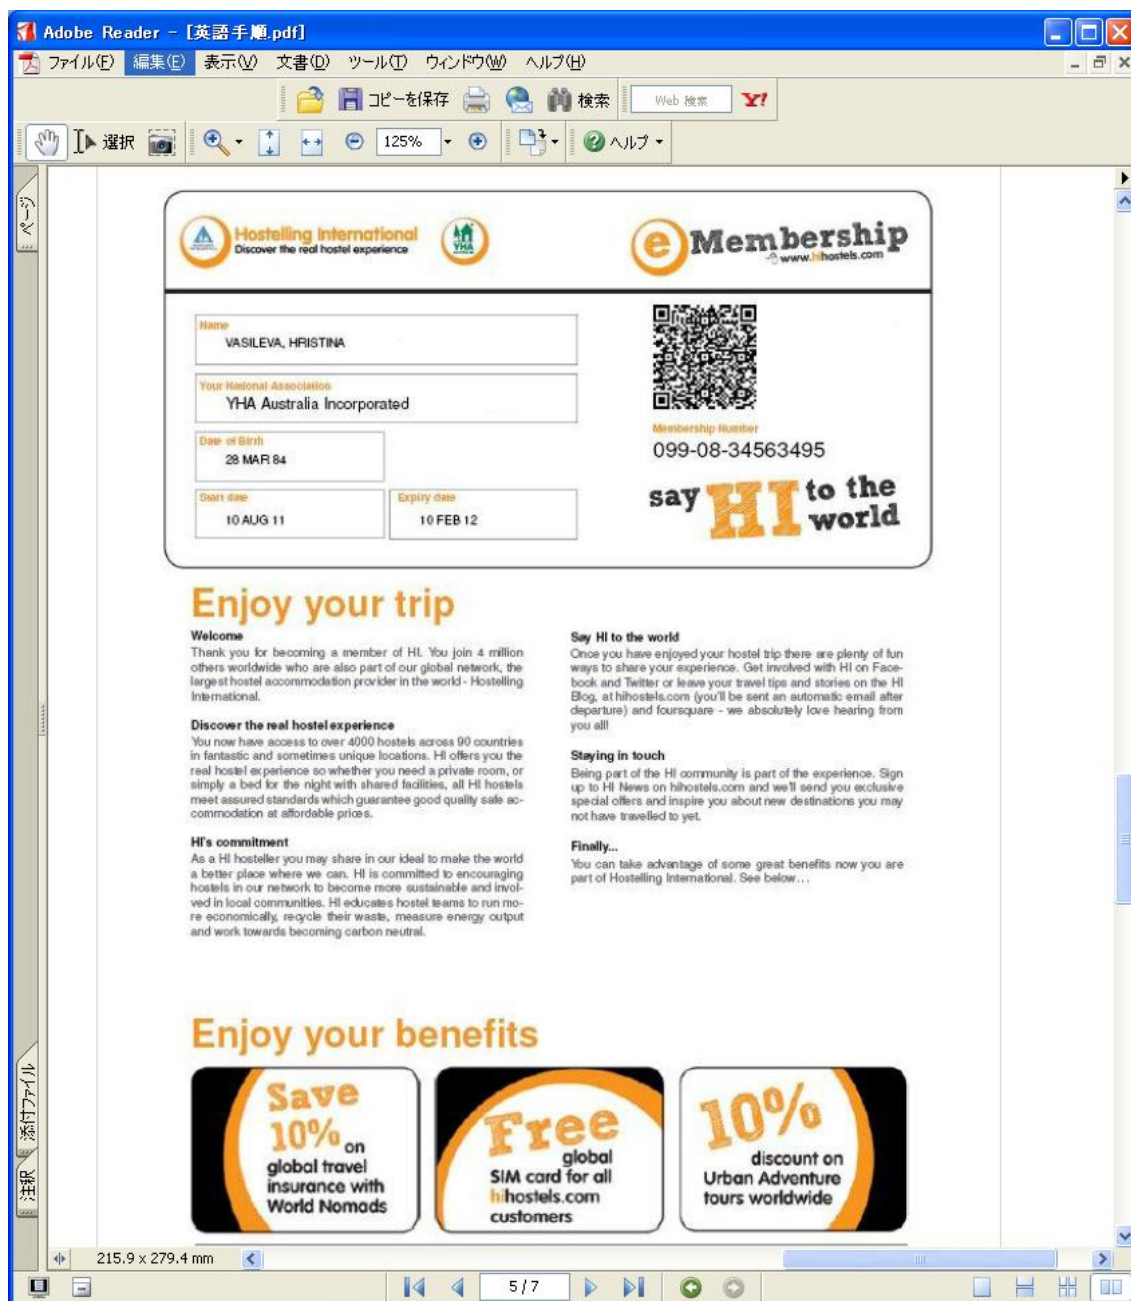 Adobe Reader - [英語手順.pdf]
ファイル(F) 編集(E) 表示(V) 文書(D) ツール(T) ウィンドウ(W) ヘルプ(H)
コピーを保存 検索 Web 検索 Y!
選択 125% ヘルプ
ページ
Hostelling International
Discover the real hostel experience
YHA
e Membership
www.hihostels.com
Name
VASILEVA, HRISTINA
Your National Association
YHA Australia Incorporated
Date of Birth
28 MAR 84
Start date
10 AUG 11
Expiry date
10 FEB 12
Membership Number
099-08-34563495
say HI to the
world
Enjoy your trip
Welcome
Thank you for becoming a member of HI. You join 4 million
others worldwide who are also part of our global network, the
largest hostel accommodation provider in the world - Hostelling
International.
Discover the real hostel experience
You now have access to over 4000 hostels across 90 countries
in fantastic and sometimes unique locations. HI offers you the
real hostel experience so whether you need a private room, or
simply a bed for the night with shared facilities, all HI hostels
meet assured standards which guarantee good quality safe ac-
commodation at affordable prices.
HI's commitment
As a HI hosteller you may share in our ideal to make the world
a better place where we can. HI is committed to encouraging
hostels in our network to become more sustainable and invol-
ved in local communities. HI educates hostel teams to run mo-
re economically, recycle their waste, measure energy output
and work towards becoming carbon neutral.
Say HI to the world
Once you have enjoyed your hostel trip there are plenty of fun
ways to share your experience. Get involved with HI on Face-
book and Twitter or leave your travel tips and stories on the HI
Blog, at hihostels.com (you'll be sent an automatic email after
departure) and foursquare - we absolutely love hearing from
you all!
Staying in touch
Being part of the HI community is part of the experience. Sign
up to HI News on hihostels.com and we'll send you exclusive
special offers and inspire you about new destinations you may
not have travelled to yet.
Finally...
You can take advantage of some great benefits now you are
part of Hostelling International. See below...
Enjoy your benefits
Save
10% on
global travel
insurance with
World Nomads
Free
global
SIM card for all
hihostels.com
customers
10%
discount on
Urban Adventure
tours worldwide
添付ファイル
注釈
215.9 x 279.4 mm
5 / 7